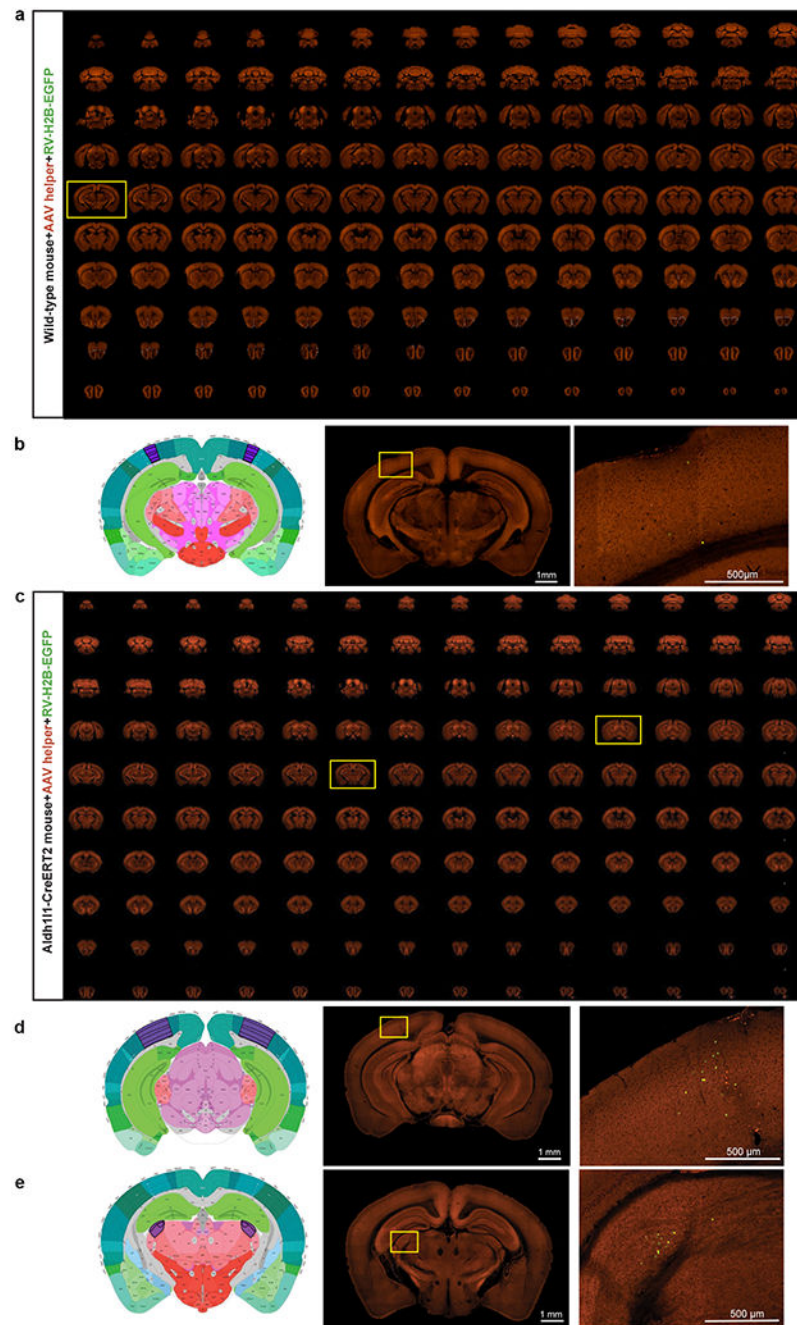 a
Wild-type mouse+AAV helper+RV-H2B-EGFP
b
1mm
500µm
c
Aldh1l1-CreERT2 mouse+AAV helper+RV-H2B-EGFP
d
1 mm
500 µm
e
1 mm
500 µm